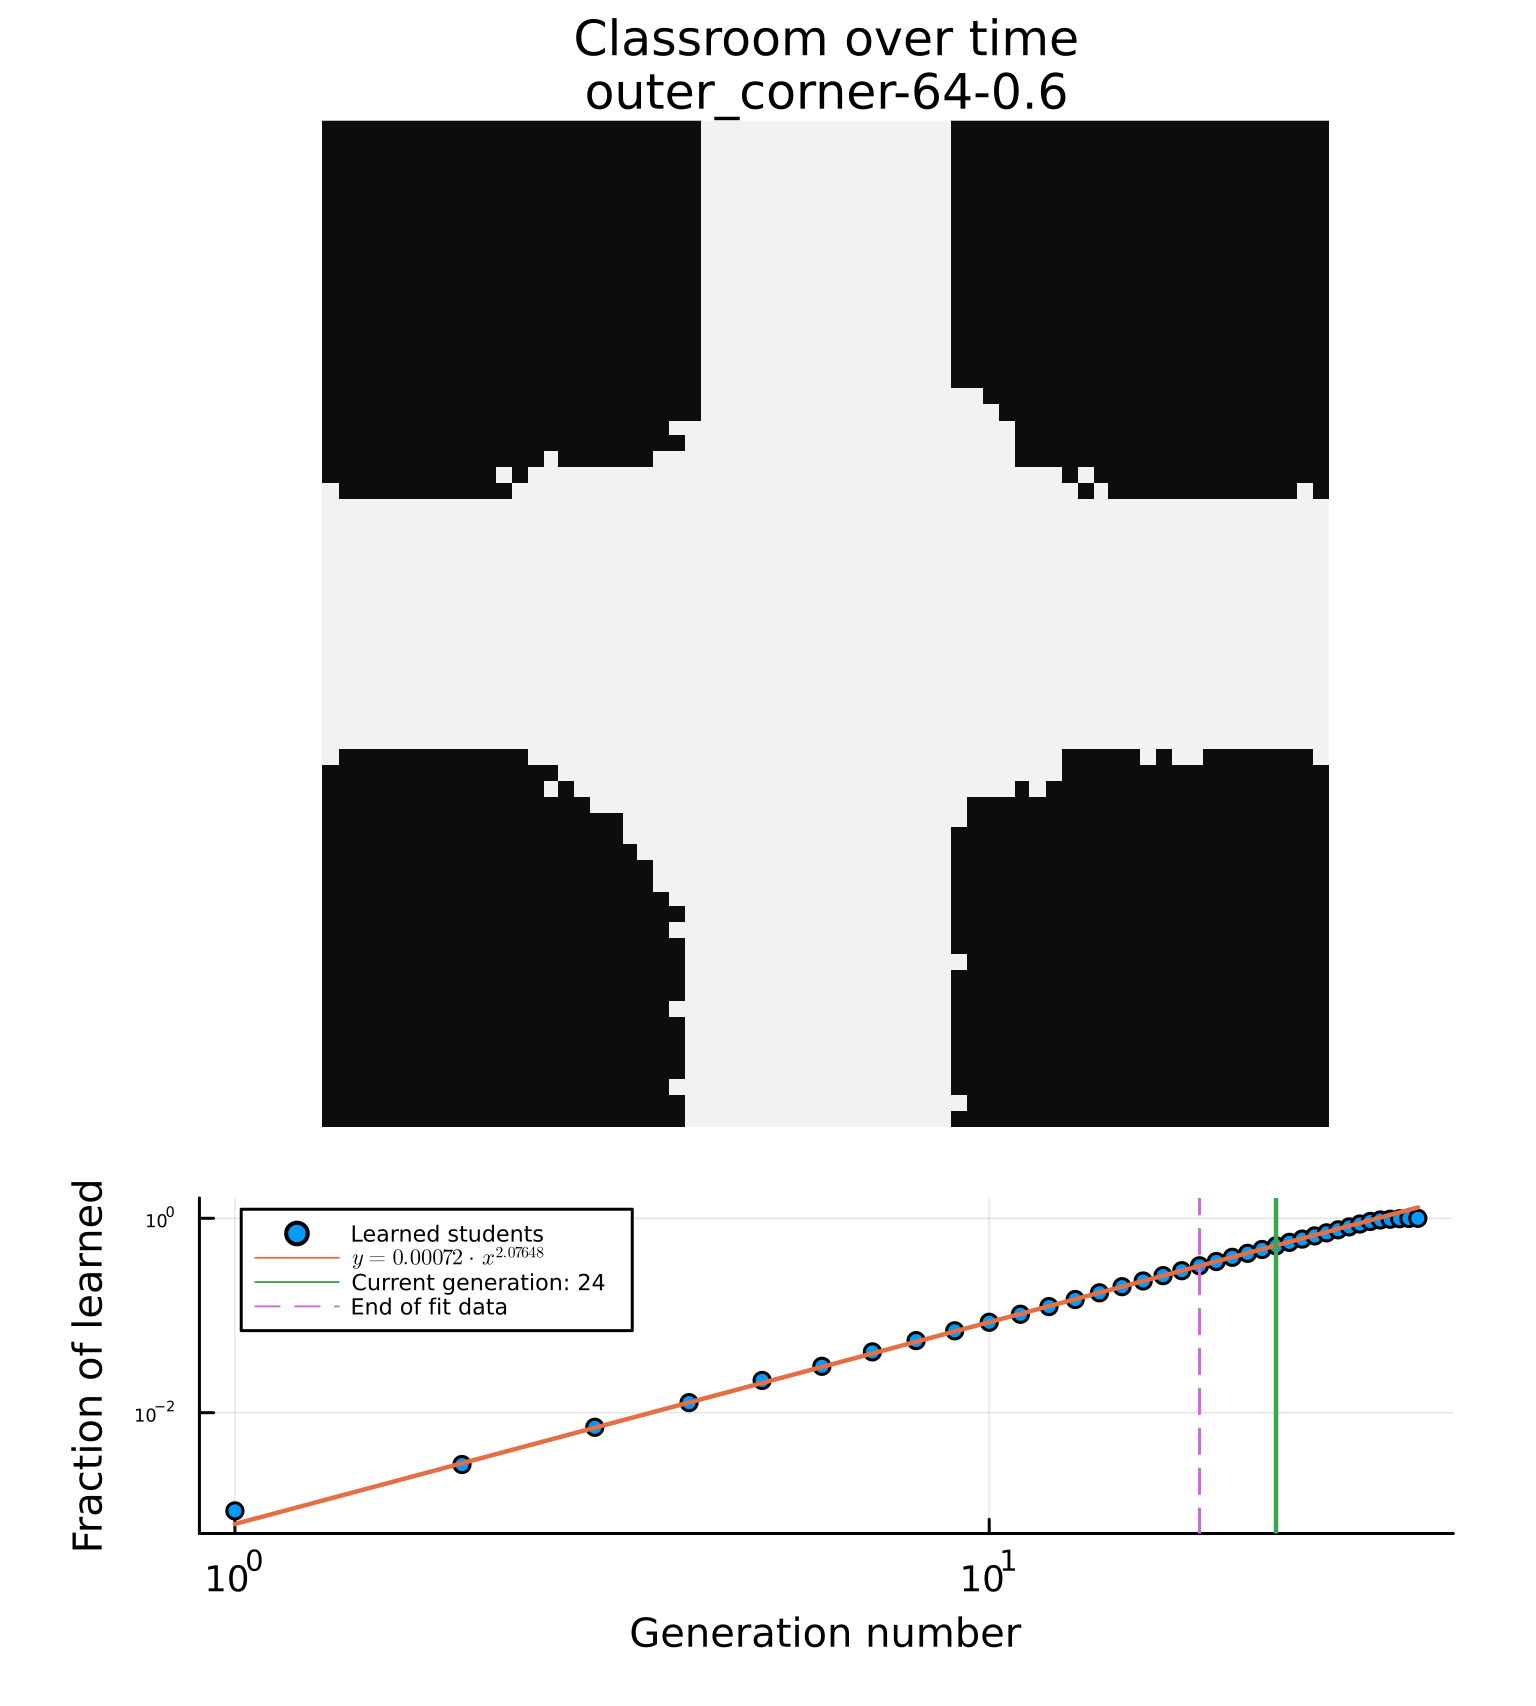 Classroom over time
outer_corner-64-0.6
Fraction of learned
10⁰
10⁻²
Learned students
y = 0.00072 · x^2.07648
Current generation: 24
End of fit data
10⁰
10¹
Generation number